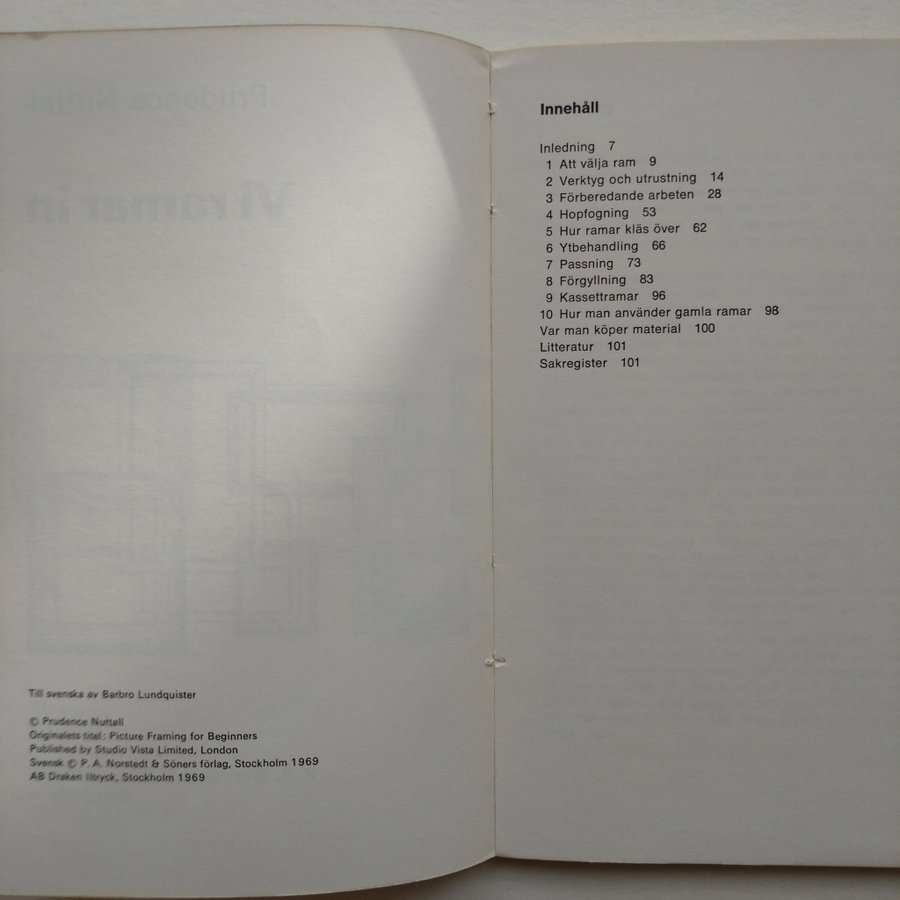 Till svenska av Barbro Lundquister
© Prudence Nuttall
Originalets titel: Picture Framing for Beginners
Published by Studio Vista Limited, London
Svensk © P. A. Norstedt & Söners förlag, Stockholm 1969
AB Draken litryck, Stockholm 1969
Innehåll
Inledning 7
1 Att välja ram 9
2 Verktyg och utrustning 14
3 Förberedande arbeten 28
4 Hopfogning 53
5 Hur ramar kläs över 62
6 Ytbehandling 66
7 Passning 73
8 Förgyllning 83
9 Kassettramar 96
10 Hur man använder gamla ramar 98
Var man köper material 100
Litteratur 101
Sakregister 101